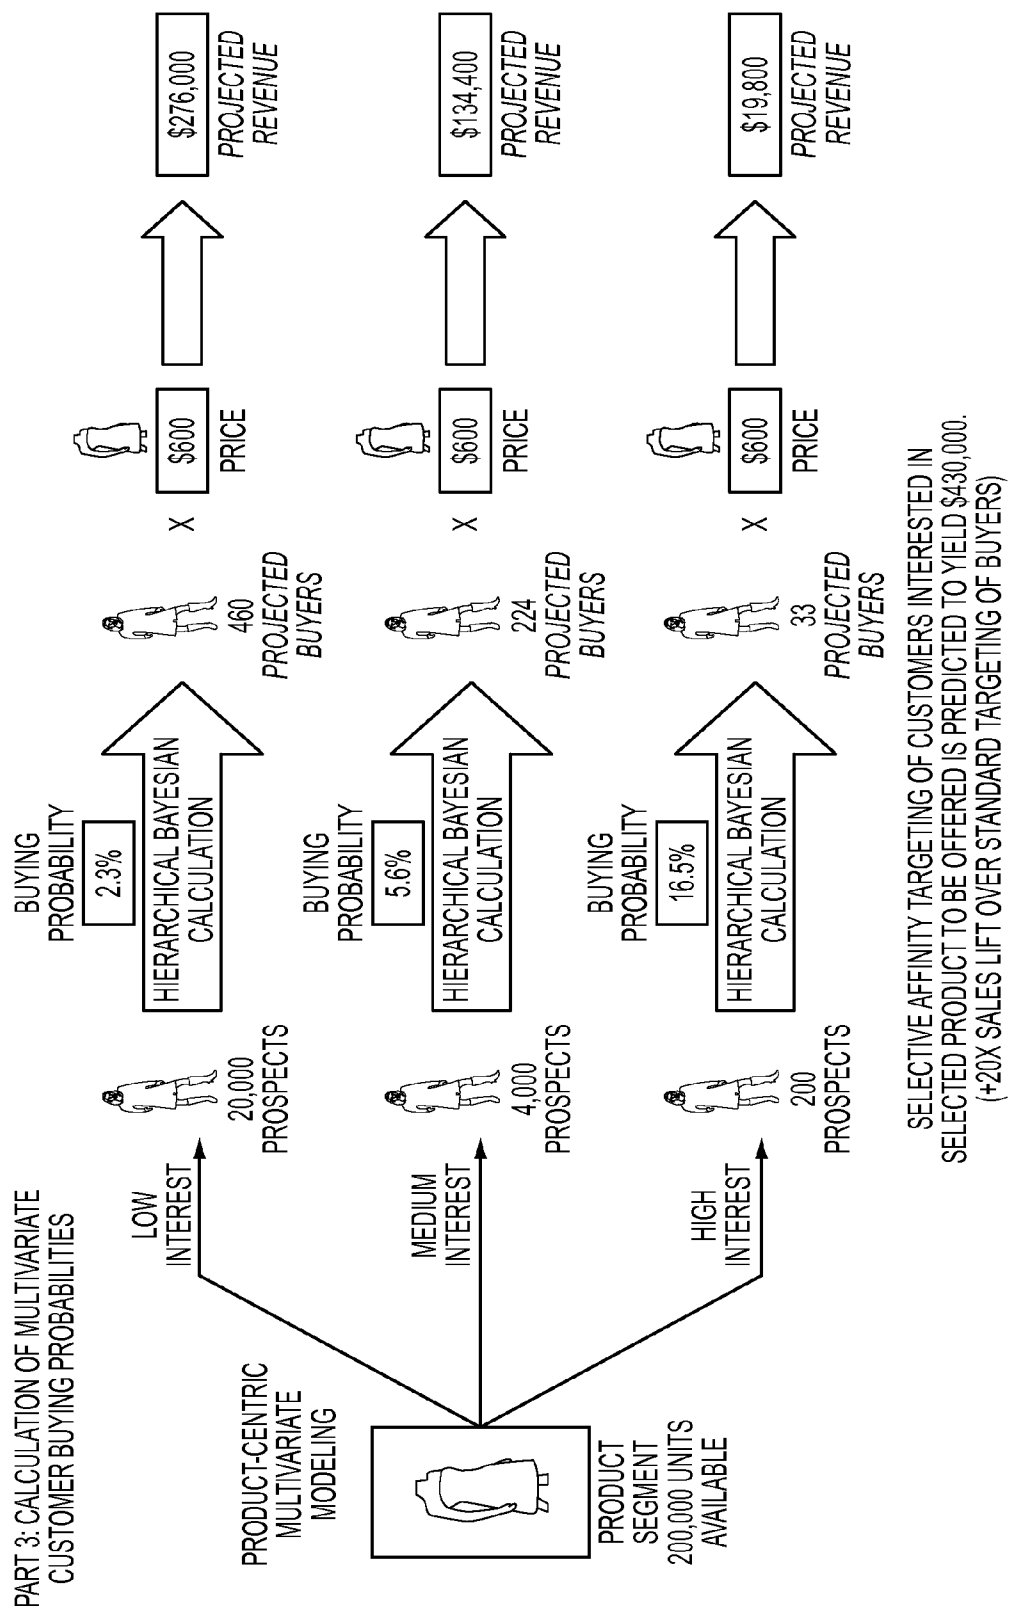 PART 3: CALCULATION OF MULTIVARIATE
CUSTOMER BUYING PROBABILITIES
PRODUCT-CENTRIC
MULTIVARIATE
MODELING
PRODUCT
SEGMENT
200,000 UNITS
AVAILABLE
LOW
INTEREST
20,000
PROSPECTS
BUYING
PROBABILITY
2.3%
HIERARCHICAL BAYESIAN
CALCULATION
460
PROJECTED
BUYERS
X
$600
PRICE
$276,000
PROJECTED
REVENUE
MEDIUM
INTEREST
4,000
PROSPECTS
BUYING
PROBABILITY
5.6%
HIERARCHICAL BAYESIAN
CALCULATION
224
PROJECTED
BUYERS
X
$600
PRICE
$134,400
PROJECTED
REVENUE
HIGH
INTEREST
200
PROSPECTS
BUYING
PROBABILITY
16.5%
HIERARCHICAL BAYESIAN
CALCULATION
33
PROJECTED
BUYERS
X
$600
PRICE
$19,800
PROJECTED
REVENUE
SELECTIVE AFFINITY TARGETING OF CUSTOMERS INTERESTED IN
SELECTED PRODUCT TO BE OFFERED IS PREDICTED TO YIELD $430,000.
(+20X SALES LIFT OVER STANDARD TARGETING OF BUYERS)